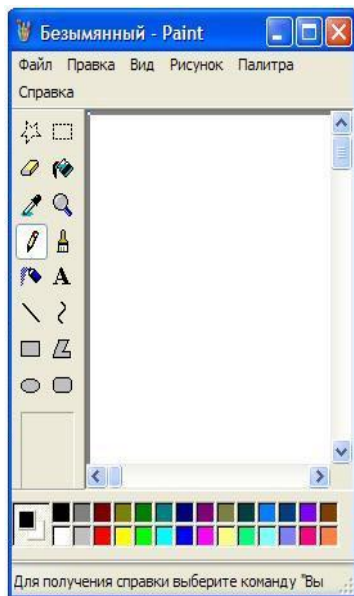 Безымянный - Paint
Файл Правка Вид Рисунок Палитра
Справка
A
Для получения справки выберите команду "Вы